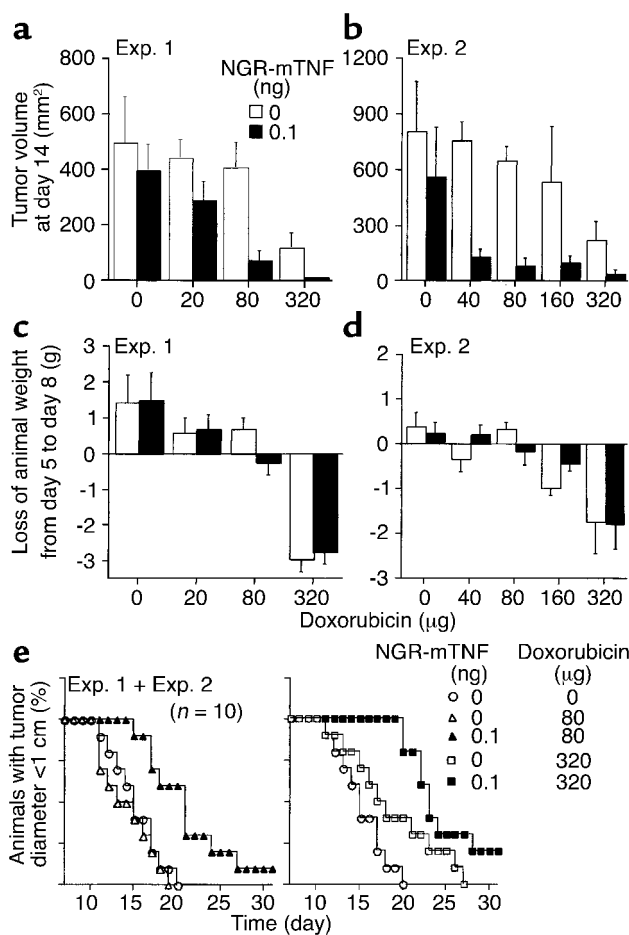 a
Exp. 1
NGR-mTNF
(ng)
0
0.1
Tumor volume
at day 14 (mm²)
800
600
400
200
0
0 20 80 320
b
Exp. 2
1200
900
600
300
0
0 40 80 160 320
c
Exp. 1
Loss of animal weight
from day 5 to day 8 (g)
3
2
1
0
-1
-2
-3
0 20 80 320
d
Exp. 2
2
1
0
-1
-2
-3
0 40 80 160 320
Doxorubicin (µg)
e
NGR-mTNF Doxorubicin
(ng) (µg)
0 0
0 80
0.1 80
0 320
0.1 320
Exp. 1 + Exp. 2
(n = 10)
Animals with tumor
diameter <1 cm (%)
10 15 20 25 30
10 15 20 25 30
Time (day)